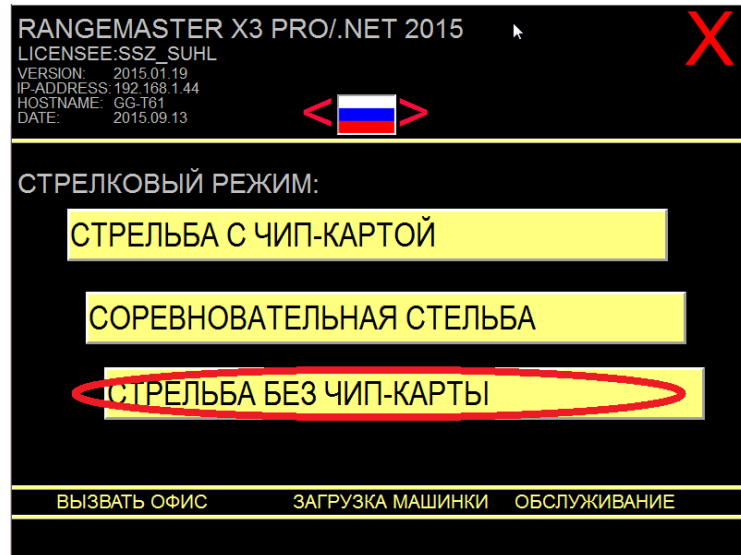 RANGEMASTER X3 PRO/.NET 2015
LICENSEE:SSZ_SUHL
VERSION: 2015.01.19
IP-ADDRESS: 192.168.1.44
HOSTNAME: GG-T61
DATE: 2015.09.13
X
< >
СТРЕЛКОВЫЙ РЕЖИМ:
СТРЕЛЬБА С ЧИП-КАРТОЙ
СОРЕВНОВАТЕЛЬНАЯ СТЕЛЬБА
СТРЕЛЬБА БЕЗ ЧИП-КАРТЫ
ВЫЗВАТЬ ОФИС ЗАГРУЗКА МАШИНКИ ОБСЛУЖИВАНИЕ